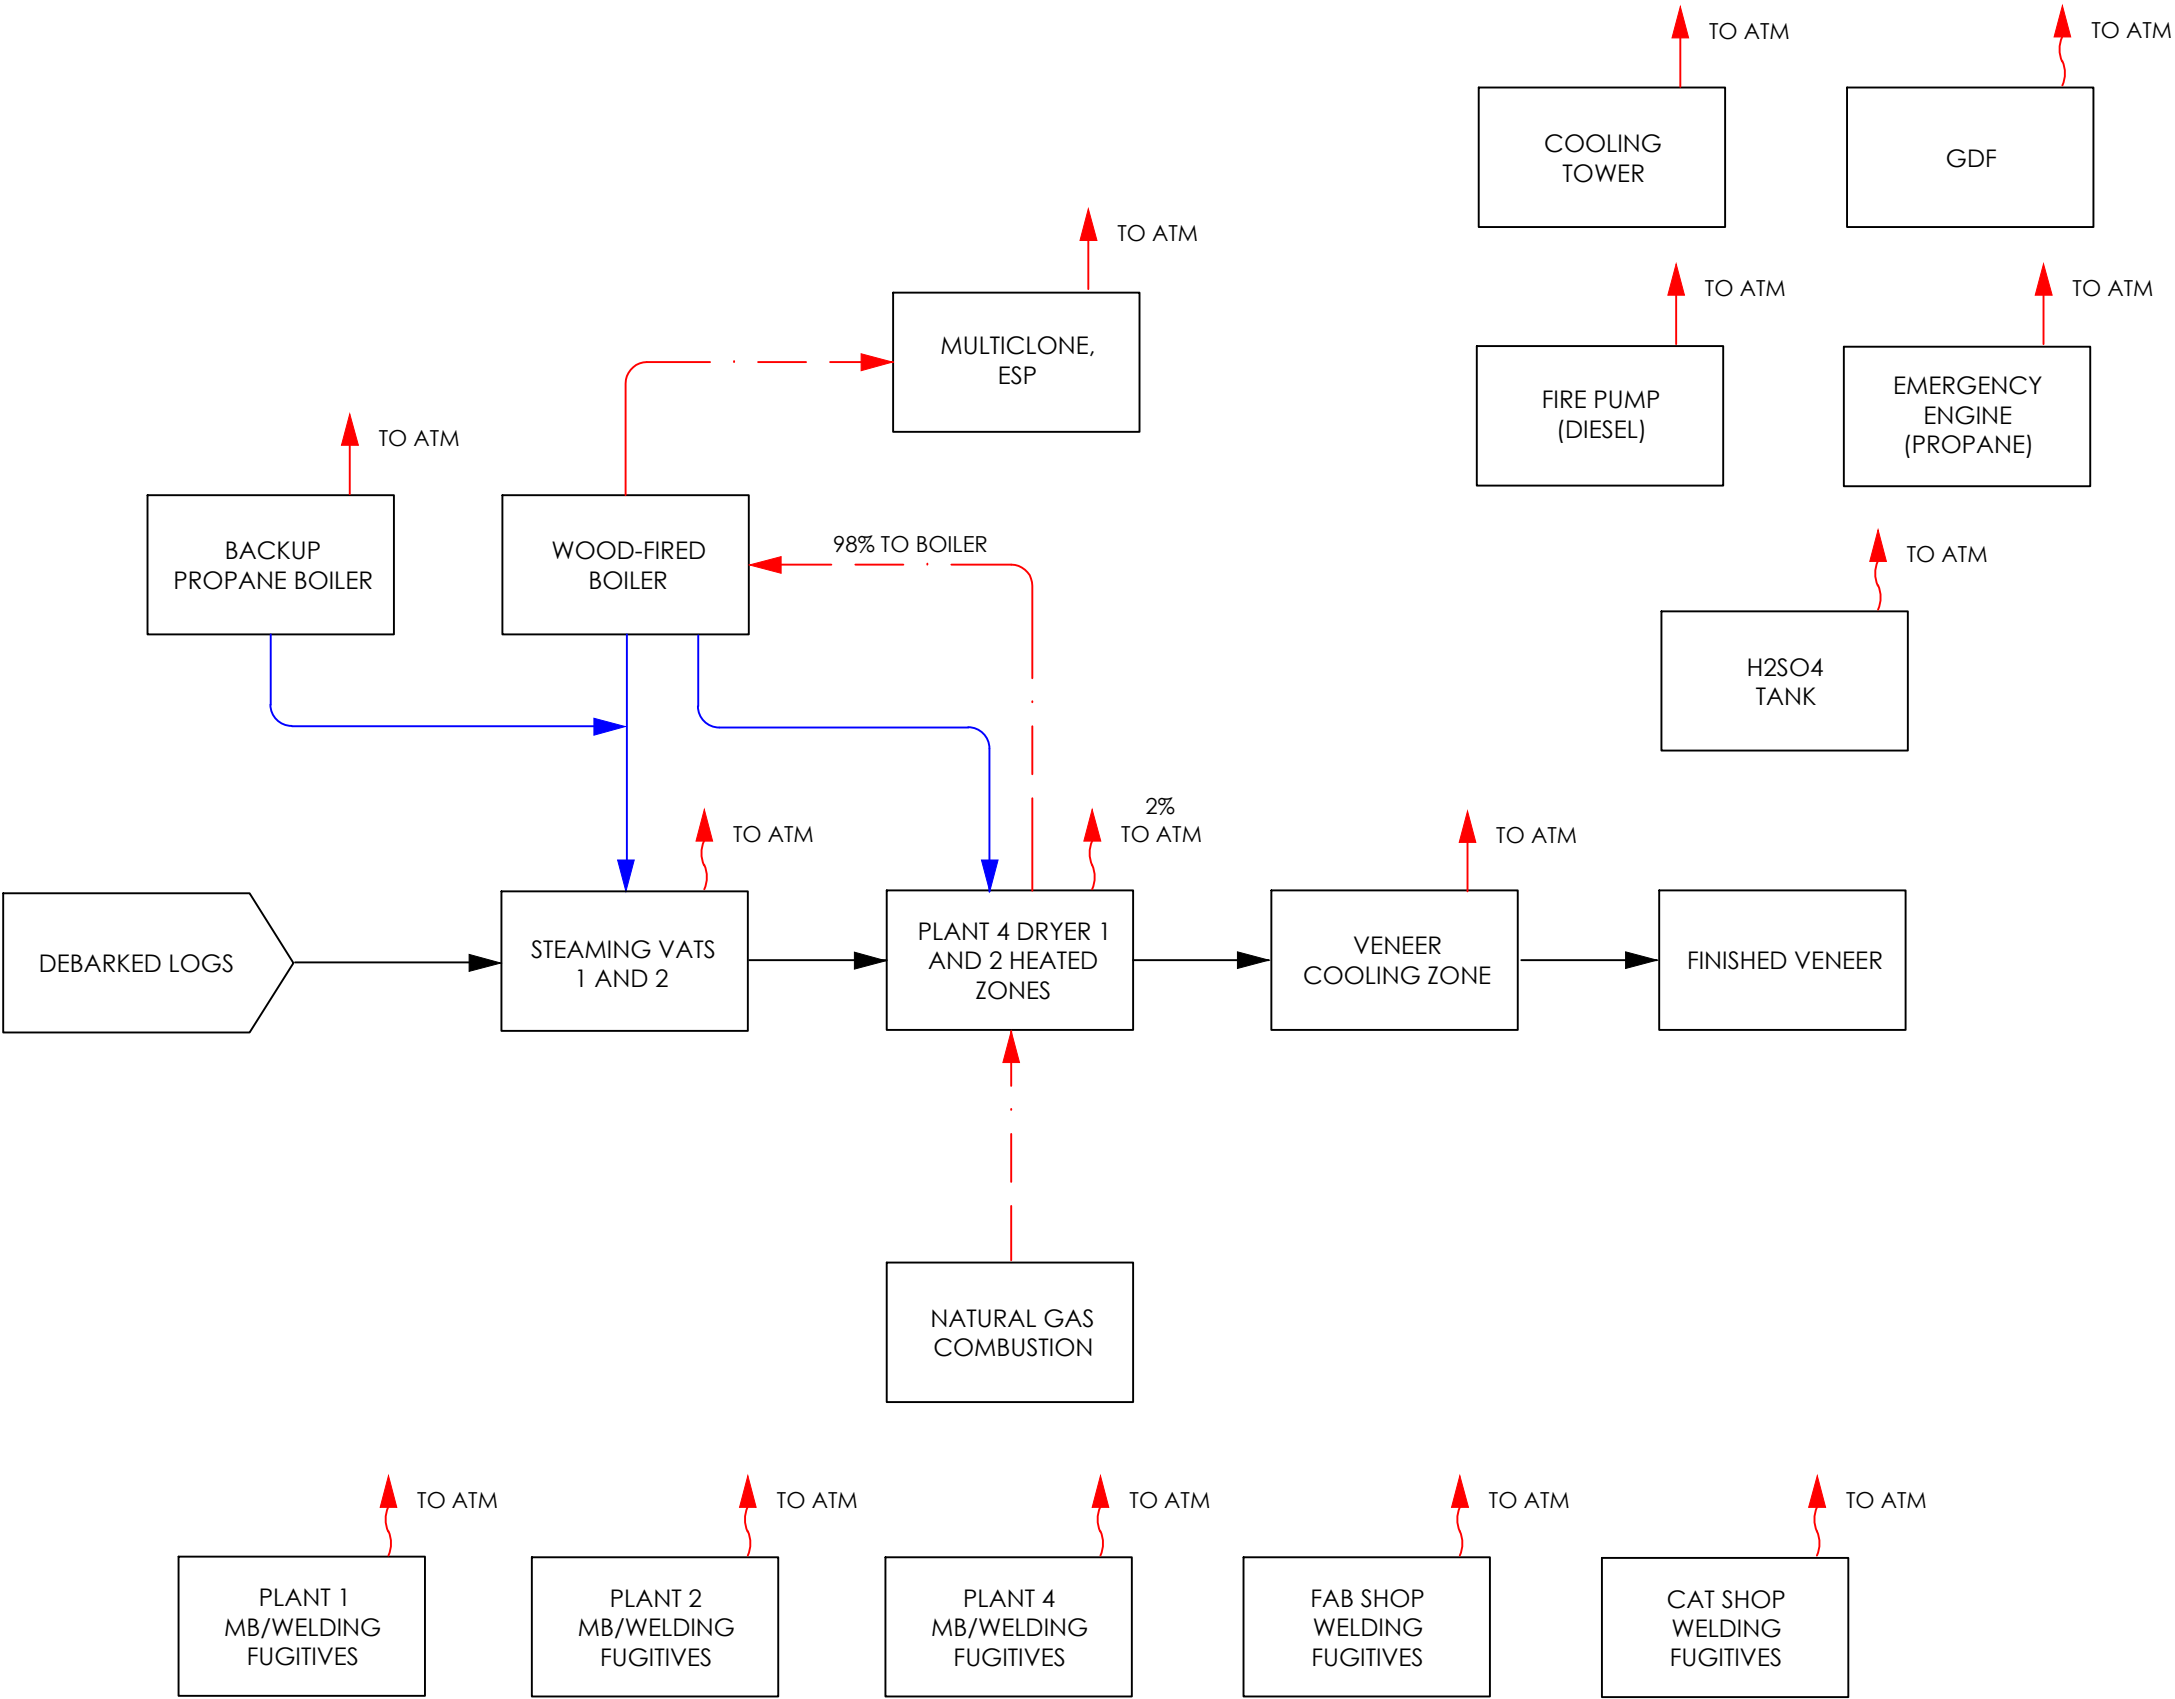 TO ATM
TO ATM
COOLING
TOWER
GDF
TO ATM
MULTICLONE,
ESP
TO ATM
TO ATM
FIRE PUMP
(DIESEL)
EMERGENCY
ENGINE
(PROPANE)
TO ATM
BACKUP
PROPANE BOILER
WOOD-FIRED
BOILER
98% TO BOILER
TO ATM
H2SO4
TANK
TO ATM
2%
TO ATM
TO ATM
DEBARKED LOGS
STEAMING VATS
1 AND 2
PLANT 4 DRYER 1
AND 2 HEATED
ZONES
VENEER
COOLING ZONE
FINISHED VENEER
NATURAL GAS
COMBUSTION
TO ATM
TO ATM
TO ATM
TO ATM
TO ATM
PLANT 1
MB/WELDING
FUGITIVES
PLANT 2
MB/WELDING
FUGITIVES
PLANT 4
MB/WELDING
FUGITIVES
FAB SHOP
WELDING
FUGITIVES
CAT SHOP
WELDING
FUGITIVES